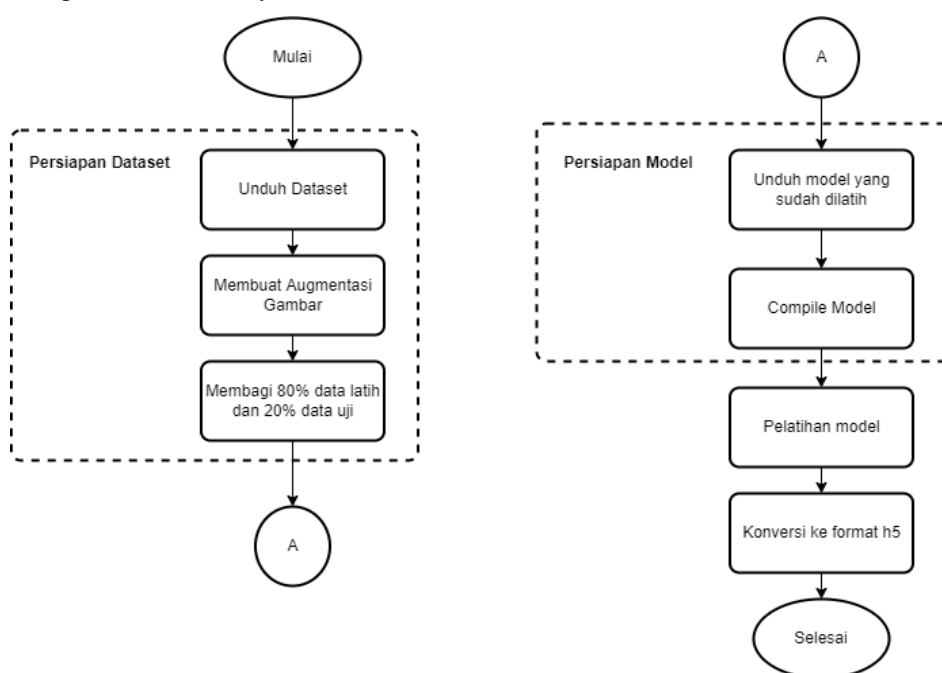 Mulai
Persiapan Dataset
Unduh Dataset
Membuat Augmentasi
Gambar
Membagi 80% data latih
dan 20% data uji
A
A
Persiapan Model
Unduh model yang
sudah dilatih
Compile Model
Pelatihan model
Konversi ke format h5
Selesai